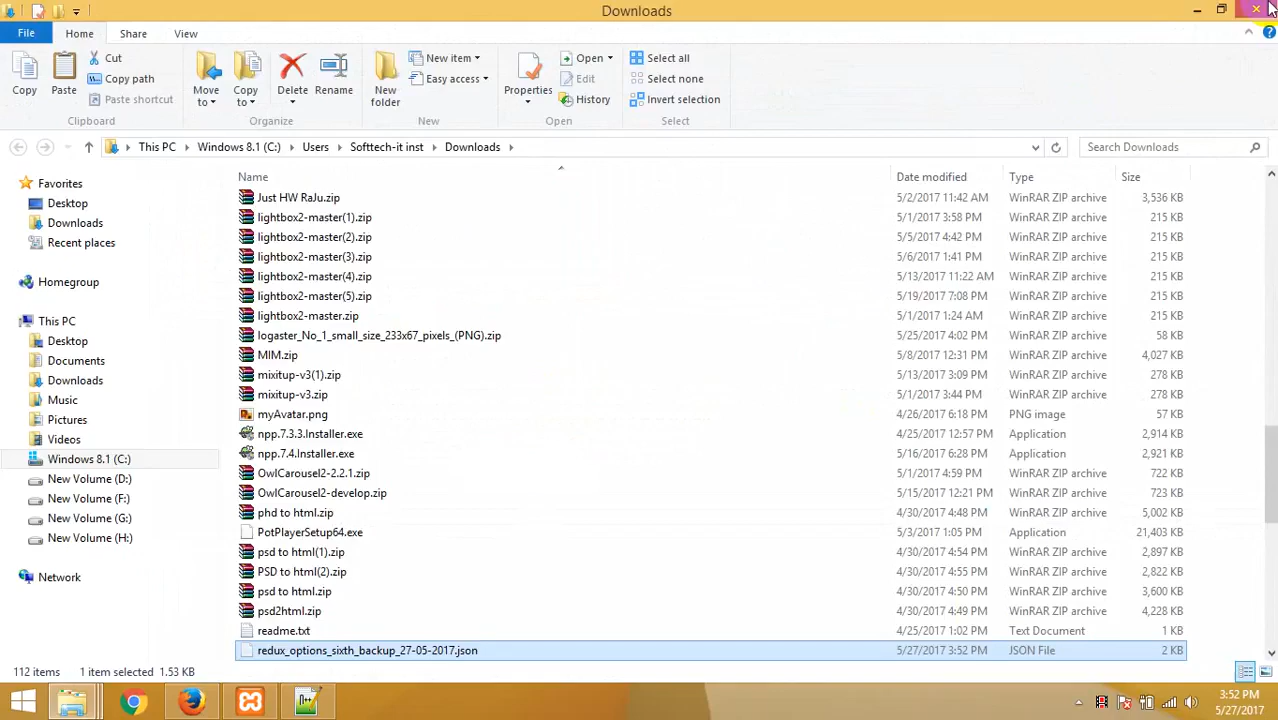 Downloads
File
Home
Share
View
Copy
Paste
Cut
Copy path
Paste shortcut
Clipboard
Move to
Copy to
Delete
Rename
Organize
New folder
New item
Easy access
New
Properties
Open
Edit
History
Open
Select all
Select none
Invert selection
Select
This PC
Windows 8.1 (C:)
Users
Softtech-it inst
Downloads
Search Downloads
Favorites
Desktop
Downloads
Recent places
Homegroup
This PC
Desktop
Documents
Downloads
Music
Pictures
Videos
Windows 8.1 (C:)
New Volume (D:)
New Volume (F:)
New Volume (G:)
New Volume (H:)
Network
Name Date modified Type Size
Just HW RaJu.zip 5/2/2017 11:42 AM WinRAR ZIP archive 3,536 KB
lightbox2-master(1).zip 5/1/2017 3:58 PM WinRAR ZIP archive 215 KB
lightbox2-master(2).zip 5/5/2017 4:42 PM WinRAR ZIP archive 215 KB
lightbox2-master(3).zip 5/6/2017 1:41 PM WinRAR ZIP archive 215 KB
lightbox2-master(4).zip 5/13/2017 11:22 AM WinRAR ZIP archive 215 KB
lightbox2-master(5).zip 5/19/2017 7:08 PM WinRAR ZIP archive 215 KB
lightbox2-master.zip 5/1/2017 1:24 AM WinRAR ZIP archive 215 KB
logaster_No_1_small_size_233x67_pixels_(PNG).zip 5/25/2017 4:02 PM WinRAR ZIP archive 58 KB
MIM.zip 5/8/2017 12:31 PM WinRAR ZIP archive 4,027 KB
mixitup-v3(1).zip 5/13/2017 3:09 PM WinRAR ZIP archive 278 KB
mixitup-v3.zip 5/1/2017 3:44 PM WinRAR ZIP archive 278 KB
myAvatar.png 4/26/2017 6:18 PM PNG image 57 KB
npp.7.3.3.Installer.exe 4/25/2017 12:57 PM Application 2,914 KB
npp.7.4.Installer.exe 5/16/2017 6:28 PM Application 2,921 KB
OwlCarousel2-2.2.1.zip 5/1/2017 4:59 PM WinRAR ZIP archive 722 KB
OwlCarousel2-develop.zip 5/15/2017 12:21 PM WinRAR ZIP archive 723 KB
phd to html.zip 4/30/2017 4:48 PM WinRAR ZIP archive 5,002 KB
PotPlayerSetup64.exe 5/3/2017 1:05 PM Application 21,403 KB
psd to html(1).zip 4/30/2017 4:54 PM WinRAR ZIP archive 2,897 KB
PSD to html(2).zip 4/30/2017 4:55 PM WinRAR ZIP archive 2,822 KB
psd to html.zip 4/30/2017 4:50 PM WinRAR ZIP archive 3,600 KB
psd2html.zip 4/30/2017 4:49 PM WinRAR ZIP archive 4,228 KB
readme.txt 4/25/2017 1:02 PM Text Document 1 KB
redux_options_sixth_backup_27-05-2017.json 5/27/2017 3:52 PM JSON File 2 KB
112 items 1 item selected 1.53 KB
3:52 PM
5/27/2017